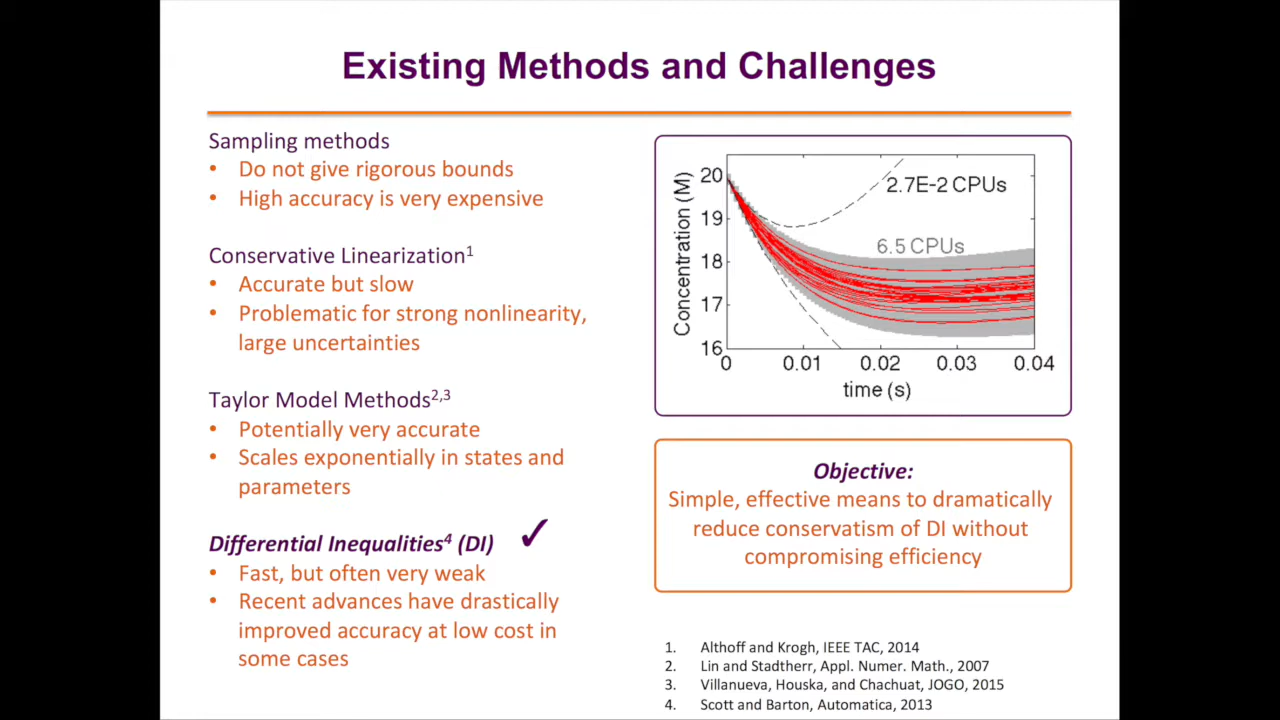 Existing Methods and Challenges
Sampling methods
• Do not give rigorous bounds
• High accuracy is very expensive
Conservative Linearization¹
• Accurate but slow
• Problematic for strong nonlinearity,
large uncertainties
Taylor Model Methods²,³
• Potentially very accurate
• Scales exponentially in states and
parameters
Differential Inequalities⁴ (DI) ✓
• Fast, but often very weak
• Recent advances have drastically
improved accuracy at low cost in
some cases
Concentration (M)
20
19
18
17
16
2.7E-2 CPUs
6.5 CPUs
0 0.01 0.02 0.03 0.04
time (s)
Objective:
Simple, effective means to dramatically
reduce conservatism of DI without
compromising efficiency
1. Althoff and Krogh, IEEE TAC, 2014
2. Lin and Stadtherr, Appl. Numer. Math., 2007
3. Villanueva, Houska, and Chachuat, JOGO, 2015
4. Scott and Barton, Automatica, 2013